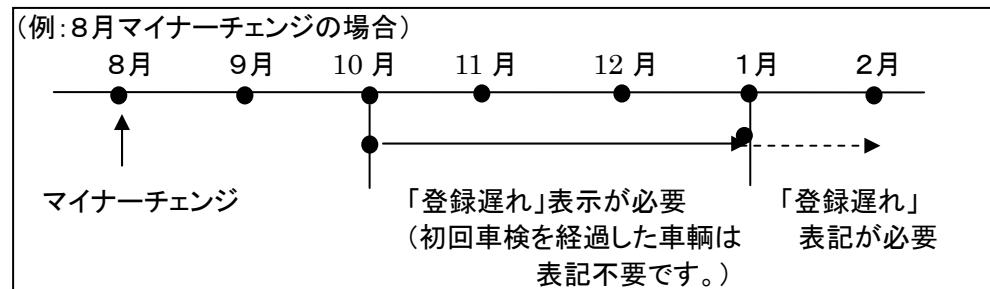 (例:8月マイナーチェンジの場合)
8月 9月 10 月 11 月 12 月 1月 2月
マイナーチェンジ 「登録遅れ」表示が必要 「登録遅れ」
(初回車検を経過した車輌は 表記が必要
表記不要です。)